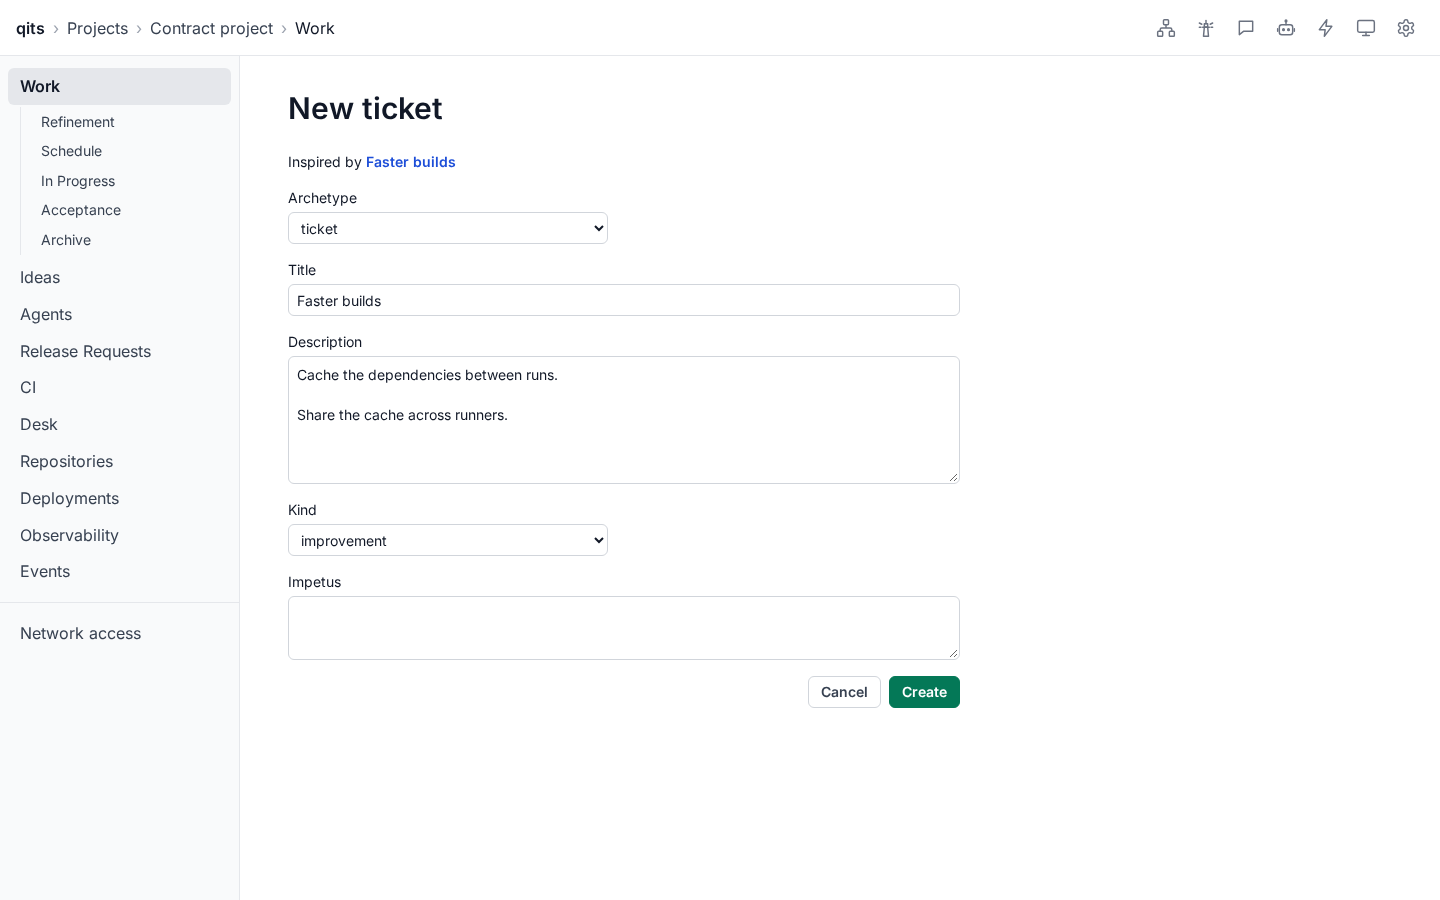 qits › Projects › Contract project › Work
Work
Refinement
Schedule
In Progress
Acceptance
Archive
Ideas
Agents
Release Requests
CI
Desk
Repositories
Deployments
Observability
Events
Network access
New ticket
Inspired by Faster builds
Archetype
ticket
Title
Faster builds
Description
Cache the dependencies between runs.
Share the cache across runners.
Kind
improvement
Impetus
Cancel
Create